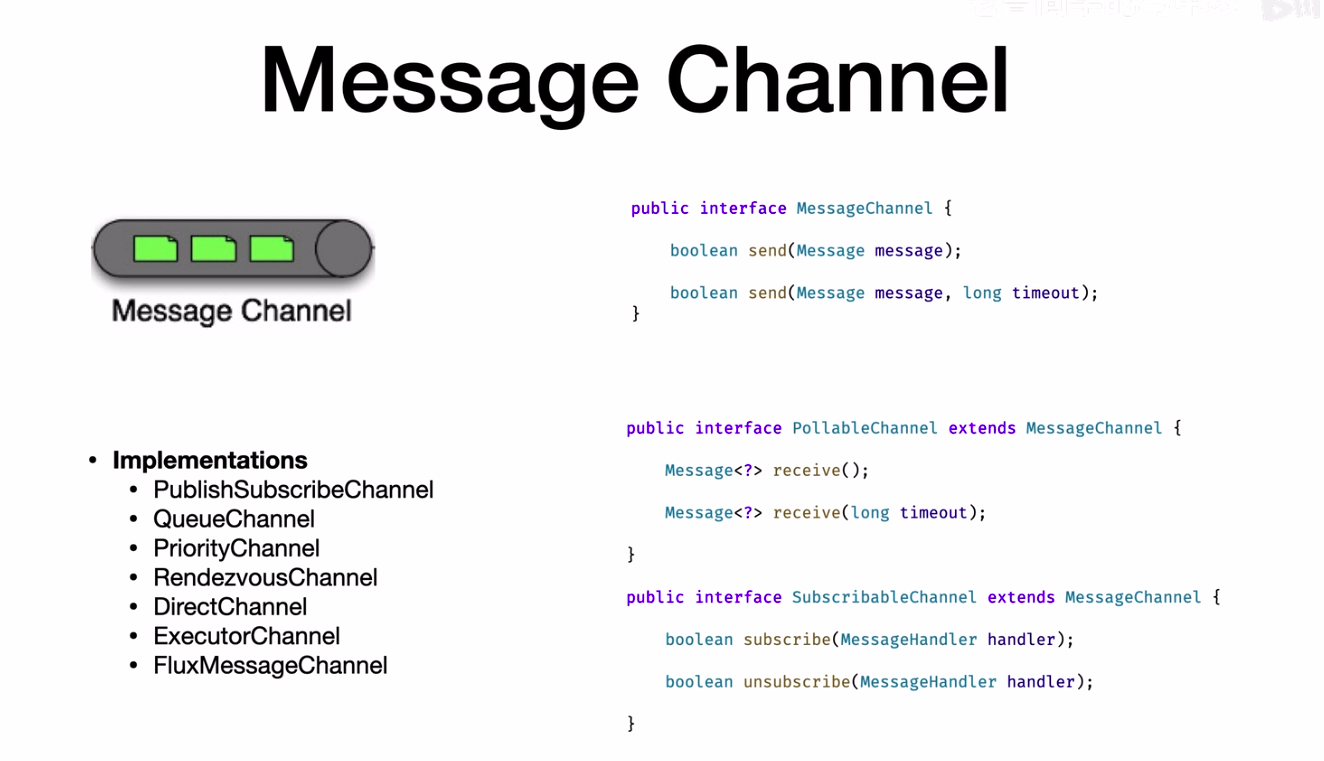 Message Channel
Message Channel
• Implementations
• PublishSubscribeChannel
• QueueChannel
• PriorityChannel
• RendezvousChannel
• DirectChannel
• ExecutorChannel
• FluxMessageChannel
public interface MessageChannel {
boolean send(Message message);
boolean send(Message message, long timeout);
}
public interface PollableChannel extends MessageChannel {
Message<?> receive();
Message<?> receive(long timeout);
}
public interface SubscribableChannel extends MessageChannel {
boolean subscribe(MessageHandler handler);
boolean unsubscribe(MessageHandler handler);
}